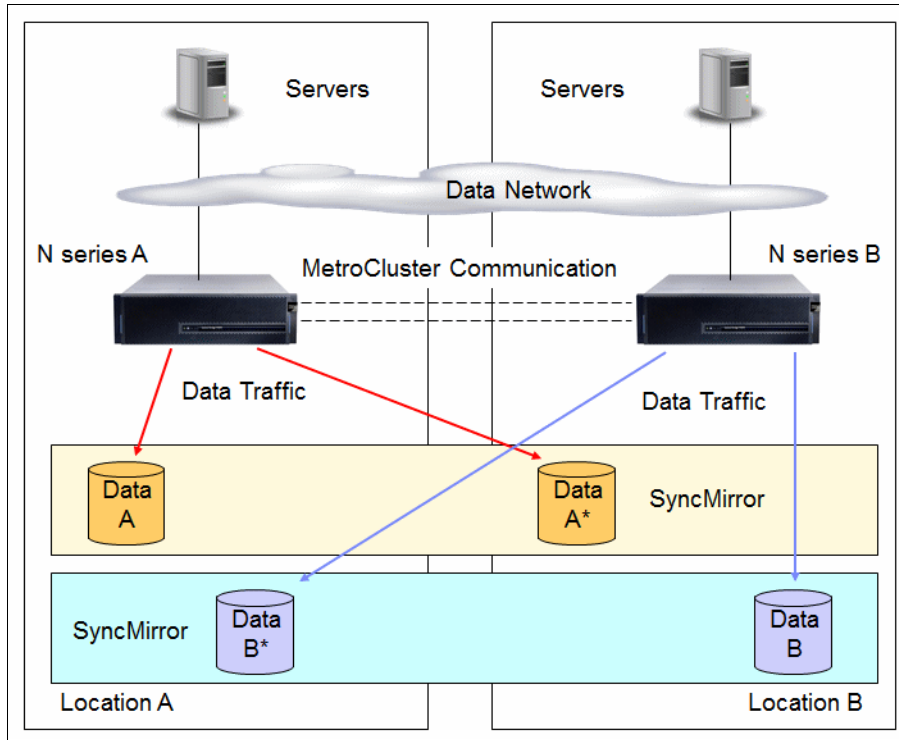 Servers
Servers
Data Network
N series A
MetroCluster Communication
N series B
Data Traffic
Data Traffic
Data
A
Data
A*
SyncMirror
SyncMirror
Data
B*
Data
B
Location A
Location B